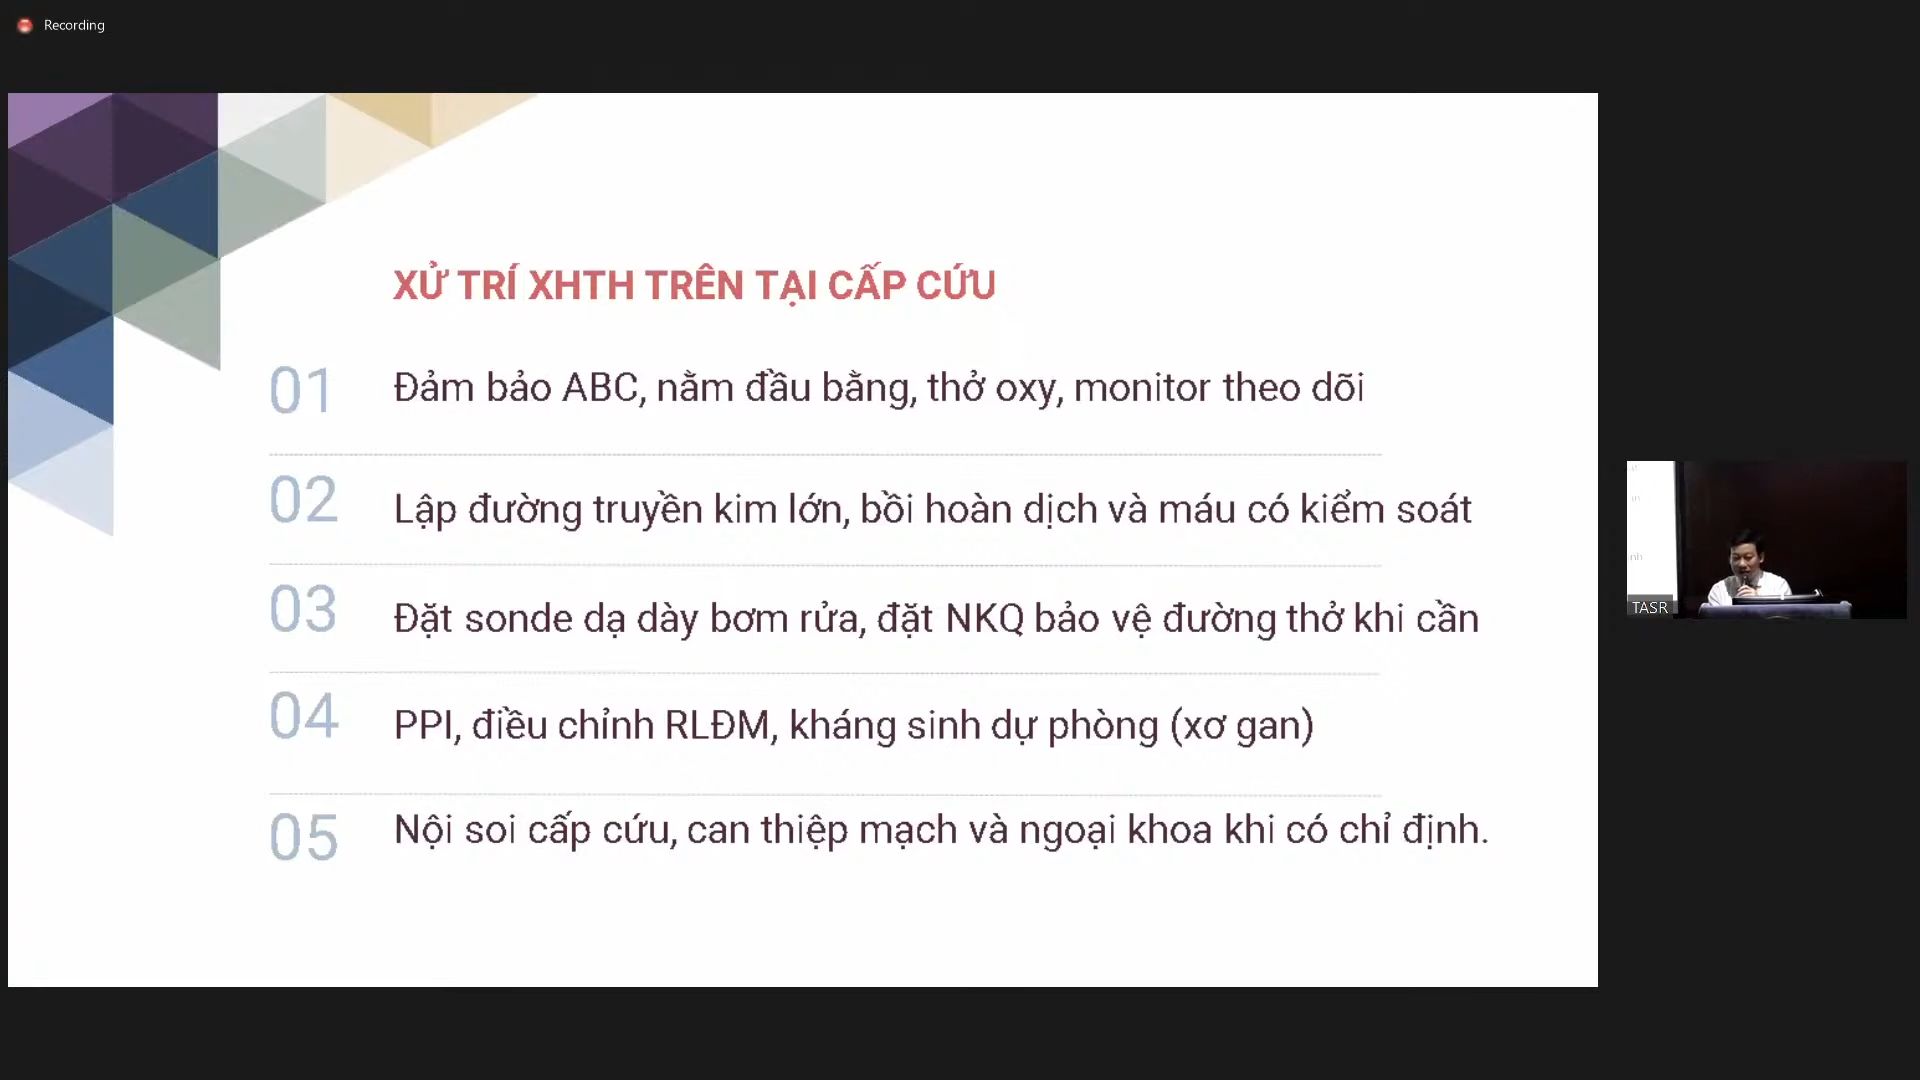 Recording
XỬ TRÍ XHTH TRÊN TẠI CẤP CỨU
01 Đảm bảo ABC, nằm đầu bằng, thở oxy, monitor theo dõi
02 Lập đường truyền kim lớn, bồi hoàn dịch và máu có kiểm soát
03 Đặt sonde dạ dày bơm rửa, đặt NKQ bảo vệ đường thở khi cần
04 PPI, điều chỉnh RLĐM, kháng sinh dự phòng (xơ gan)
05 Nội soi cấp cứu, can thiệp mạch và ngoại khoa khi có chỉ định.
TASR